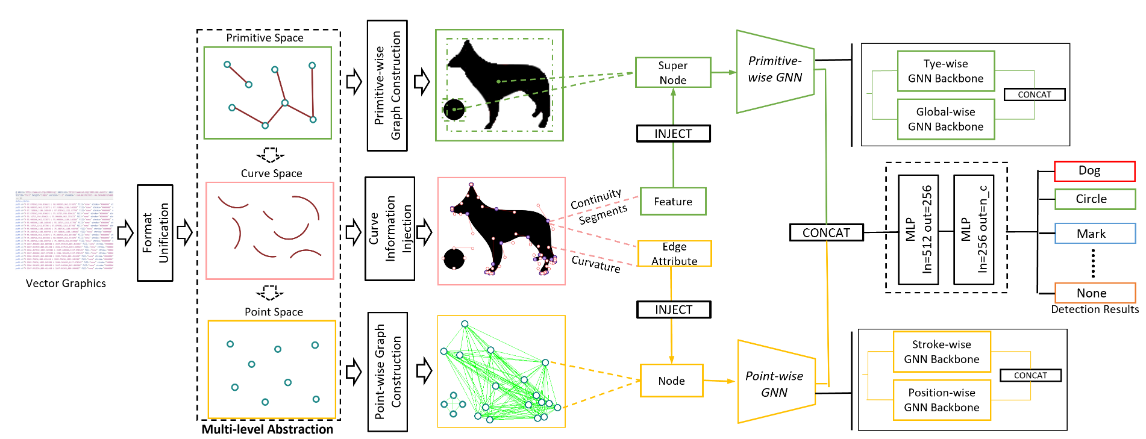 Primitive Space
Primitive-wise
Graph Construction
Super
Node
Primitive-
wise GNN
Tye-wise
GNN Backbone
CONCAT
Global-wise
GNN Backbone
INJECT
Curve Space
Format
Unification
Vector Graphics
Curve
Information
Injection
Continuity
Segments
Feature
Curvature
Edge
Attribute
CONCAT
MLP
In=512 out=256
MLP
In=256 out=n_c
Dog
Circle
Mark
None
Detection Results
INJECT
Point Space
Point-wise Graph
Construction
Node
Point-wise
GNN
Stroke-wise
GNN Backbone
CONCAT
Position-wise
GNN Backbone
Multi-level Abstraction